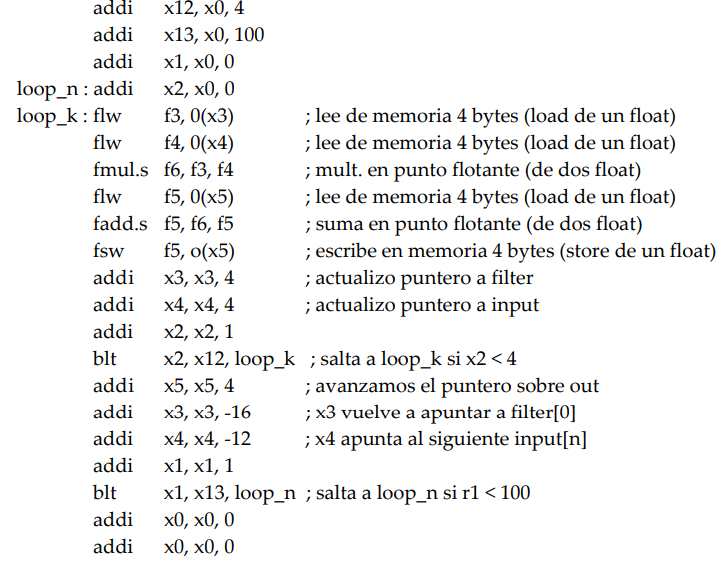 addi x12, x0, 4
addi x13, x0, 100
addi x1, x0, 0
loop_n : addi x2, x0, 0
loop_k : flw f3, 0(x3) ; lee de memoria 4 bytes (load de un float)
flw f4, 0(x4) ; lee de memoria 4 bytes (load de un float)
fmul.s f6, f3, f4 ; mult. en punto flotante (de dos float)
flw f5, 0(x5) ; lee de memoria 4 bytes (load de un float)
fadd.s f5, f6, f5 ; suma en punto flotante (de dos float)
fsw f5, o(x5) ; escribe en memoria 4 bytes (store de un float)
addi x3, x3, 4 ; actualizo puntero a filter
addi x4, x4, 4 ; actualizo puntero a input
addi x2, x2, 1
blt x2, x12, loop_k ; salta a loop_k si x2 < 4
addi x5, x5, 4 ; avanzamos el puntero sobre out
addi x3, x3, -16 ; x3 vuelve a apuntar a filter[0]
addi x4, x4, -12 ; x4 apunta al siguiente input[n]
addi x1, x1, 1
blt x1, x13, loop_n ; salta a loop_n si r1 < 100
addi x0, x0, 0
addi x0, x0, 0